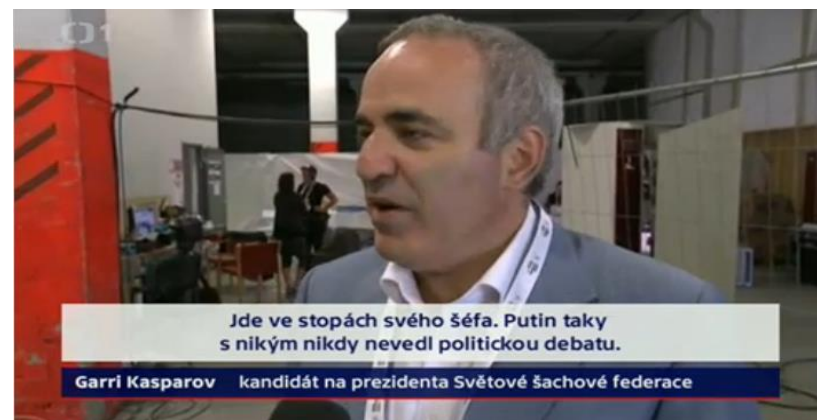 Č1
Jde ve stopách svého šéfa. Putin taky
s nikým nikdy nevedl politickou debatu.
Garri Kasparov kandidát na prezidenta Světové šachové federace